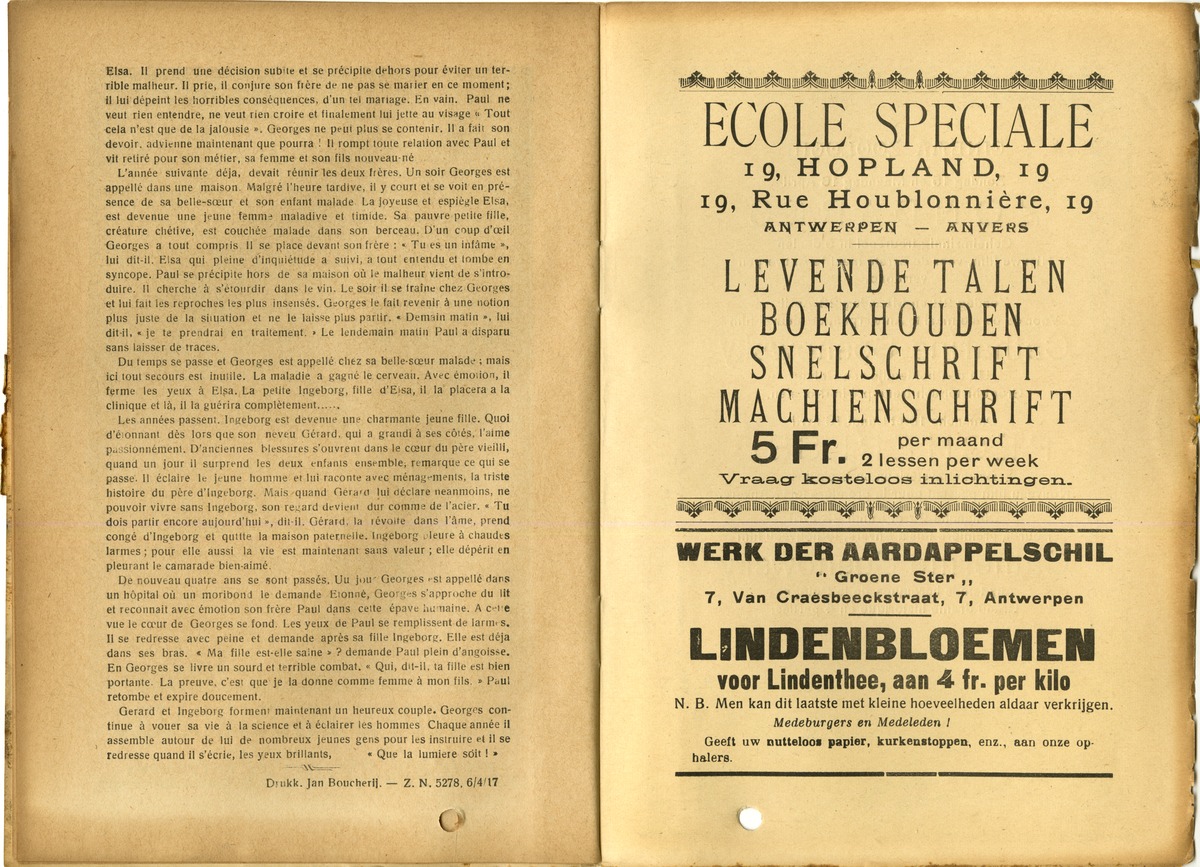 Elsa. Il prend une décision subite et se précipite dehors pour éviter un ter-
rible malheur. Il prie, il conjure son frère de ne pas se marier en ce moment ;
il lui dépeint les horribles conséquences, d'un tel mariage. En vain. Paul ne
veut rien entendre, ne veut rien croire et finalement lui jette au visage « Tout
cela n'est que de la jalousie ». Georges ne peut plus se contenir. Il a fait son
devoir, advienne maintenant que pourra ! Il rompt toute relation avec Paul et
vit retiré pour son métier, sa femme et son fils nouveau-né
L'année suivante déja, devait réunir les deux frères. Un soir Georges est
appellé dans une maison. Malgré l'heure tardive, il y court et se voit en pré-
sence de sa belle-sœur et son enfant malade. La joyeuse et espiègle Elsa,
est devenue une jeune femme maladive et timide. Sa pauvre petite fille,
créature chétive, est couchée malade dans son berceau. D'un coup d'œil
Georges a tout compris Il se place devant son frère : « Tu es un infâme »,
lui dit-il. Elsa qui pleine d'inquiétude a suivi, a tout entendu et tombe en
syncope. Paul se précipite hors de sa maison où le malheur vient de s'intro-
duire. Il cherche à s'étourdir dans le vin. Le soir il se traîne chez Georges
et lui fait les reproches les plus insensés. Georges le fait revenir à une notion
plus juste de la situation et ne le laisse plus partir. « Demain matin », lui
dit-il, « je te prendrai en traitement. » Le lendemain matin Paul a disparu
sans laisser de traces.
Du temps se passe et Georges est appellé chez sa belle-sœur malade ; mais
ici tout secours est inutile. La maladie a gagné le cerveau. Avec émotion, il
ferme les yeux à Elsa. La petite Ingeborg, fille d'Elsa, il la placera a la
clinique et là, il la guérira complètement.....,
Les années passent. Ingeborg est devenue une charmante jeune fille. Quoi
d'étonnant dès lors que son neveu Gérard, qui a grandi à ses côtés, l'aime
passionnément. D'anciennes blessures s'ouvrent dans le cœur du père vieilli,
quand un jour il surprend les deux enfants ensemble, remarque ce qui se
passe. Il éclaire le jeune homme et lui raconte avec ménagements, la triste
histoire du père d'Ingeborg. Mais quand Gérard lui déclare neanmoins, ne
pouvoir vivre sans Ingeborg, son regard devient dur comme de l'acier. « Tu
dois partir encore aujourd'hui », dit-il. Gérard, la révolte dans l'âme, prend
congé d'Ingeborg et quitte la maison paternelle. Ingeborg pleure à chaudes
larmes ; pour elle aussi la vie est maintenant sans valeur ; elle dépérit en
pleurant le camarade bien-aimé.
De nouveau quatre ans se sont passés. Uu jour Georges est appellé dans
un hôpital où un moribond le demande Etonné, Georges s'approche du lit
et reconnait avec émotion son frère Paul dans cette épave humaine. A cette
vue le cœur de Georges se fond. Les yeux de Paul se remplissent de larmes.
Il se redresse avec peine et demande après sa fille Ingeborg. Elle est déja
dans ses bras. « Ma fille est-elle saine » ? demande Paul plein d'angoisse.
En Georges se livre un sourd et terrible combat. « Qui, dit-il, ta fille est bien
portante. La preuve, c'est que je la donne comme femme à mon fils. » Paul
retombe et expire doucement.
Gerard et Ingeborg forment maintenant un heureux couple. Georges con-
tinue à vouer sa vie à la science et à éclairer les hommes Chaque année il
assemble autour de lui de nombreux jeunes gens pour les instruire et il se
redresse quand il s'écrie, les yeux brillants, « Que la lumiere soit ! »
Drukk. Jan Boucherij. — Z. N. 5278, 6/4/17
ECOLE SPECIALE
19, HOPLAND, 19
19, Rue Houblonnière, 19
ANTWERPEN — ANVERS
LEVENDE TALEN
BOEKHOUDEN
SNELSCHRIFT
MACHIENSCHRIFT
5 Fr. per maand
2 lessen per week
Vraag kosteloos inlichtingen.
WERK DER AARDAPPELSCHIL
“ Groene Ster „
7, Van Craesbeeckstraat, 7, Antwerpen
LINDENBLOEMEN
voor Lindenthee, aan 4 fr. per kilo
N. B. Men kan dit laatste met kleine hoeveelheden aldaar verkrijgen.
Medeburgers en Medeleden !
Geeft uw nutteloos papier, kurkenstoppen, enz., aan onze op-
halers.